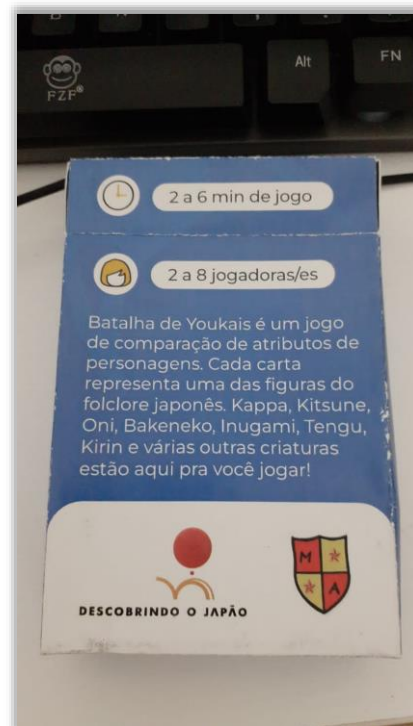 FZF®
Alt
FN
2 a 6 min de jogo
2 a 8 jogadoras/es
Batalha de Youkais é um jogo
de comparação de atributos de
personagens. Cada carta
representa uma das figuras do
folclore japonês. Kappa, Kitsune,
Oni, Bakeneko, Inugami, Tengu,
Kirin e várias outras criaturas
estão aqui pra você jogar!
DESCOBRINDO O JAPÃO
M
A